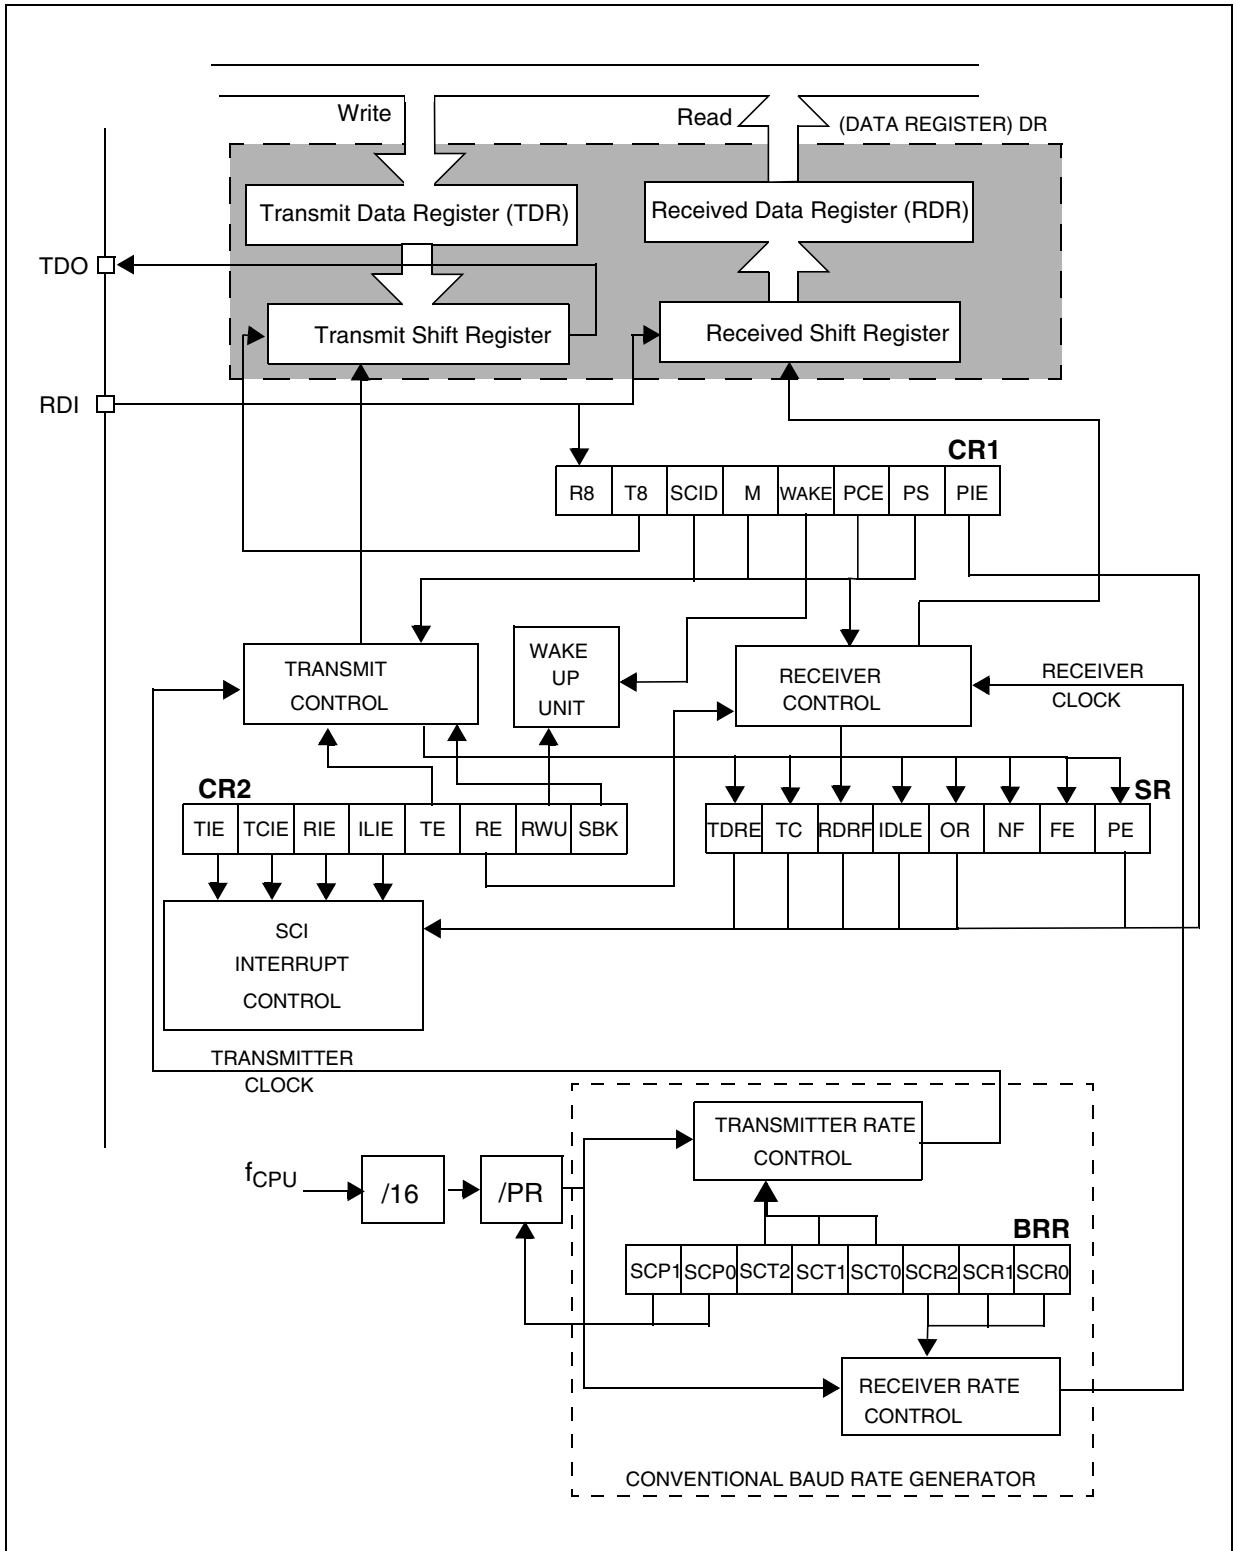 Write
Read
(DATA REGISTER) DR
Transmit Data Register (TDR)
Received Data Register (RDR)
TDO
Transmit Shift Register
Received Shift Register
RDI
CR1
R8 T8 SCID M WAKE PCE PS PIE
TRANSMIT
CONTROL
WAKE
UP
UNIT
RECEIVER
CONTROL
RECEIVER
CLOCK
CR2
SR
TIE TCIE RIE ILIE TE RE RWU SBK
TDRE TC RDRF IDLE OR NF FE PE
SCI
INTERRUPT
CONTROL
TRANSMITTER
CLOCK
TRANSMITTER RATE
CONTROL
fCPU
/16
/PR
BRR
SCP1 SCP0 SCT2 SCT1 SCT0 SCR2 SCR1 SCR0
RECEIVER RATE
CONTROL
CONVENTIONAL BAUD RATE GENERATOR